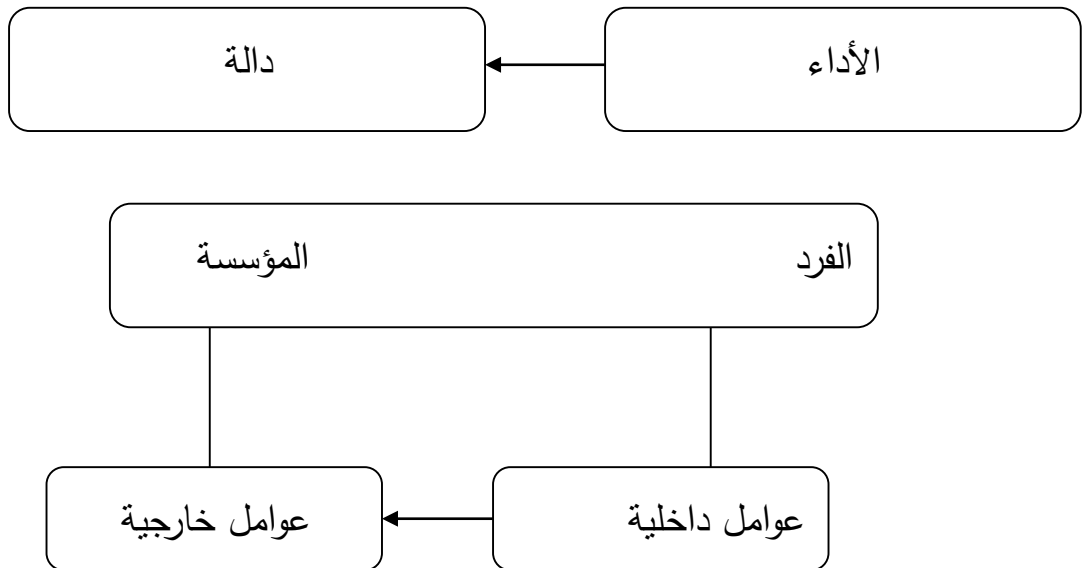 الأداء
دالة
الفرد
المؤسسة
عوامل داخلية
عوامل خارجية